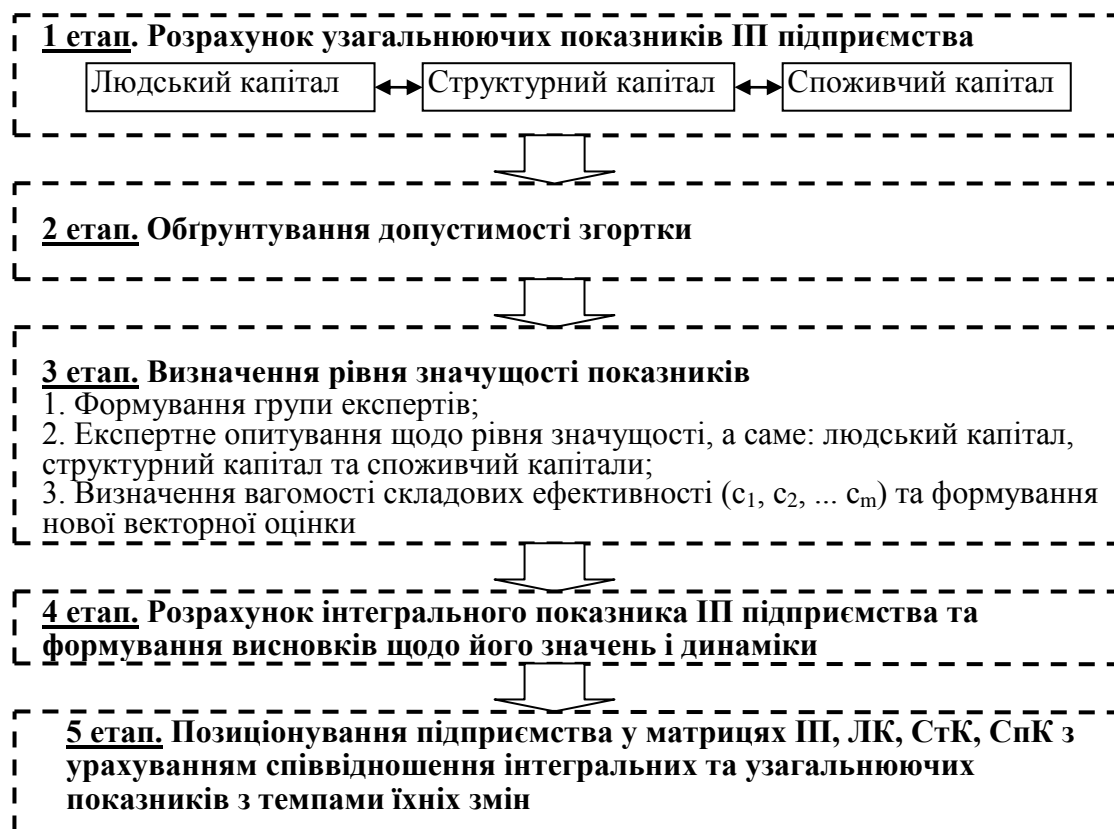 1 етап. Розрахунок узагальнюючих показників ІП підприємства
Людський капітал Структурний капітал Споживчий капітал
2 етап. Обґрунтування допустимості згортки
3 етап. Визначення рівня значущості показників
1. Формування групи експертів;
2. Експертне опитування щодо рівня значущості, а саме: людський капітал,
структурний капітал та споживчий капітали;
3. Визначення вагомості складових ефективності (c₁, c₂, ... cₘ) та формування
нової векторної оцінки
4 етап. Розрахунок інтегрального показника ІП підприємства та
формування висновків щодо його значень і динаміки
5 етап. Позиціонування підприємства у матрицях ІП, ЛК, СтК, СпК з
урахуванням співвідношення інтегральних та узагальнюючих
показників з темпами їхніх змін